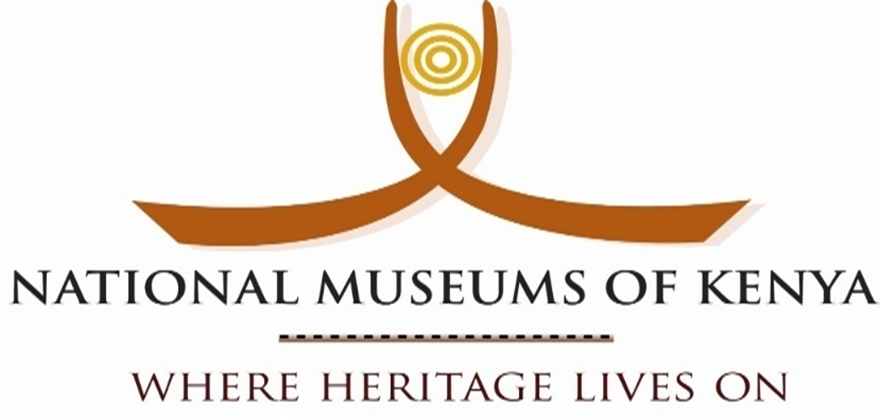 NATIONAL MUSEUMS OF KENYA
WHERE HERITAGE LIVES ON